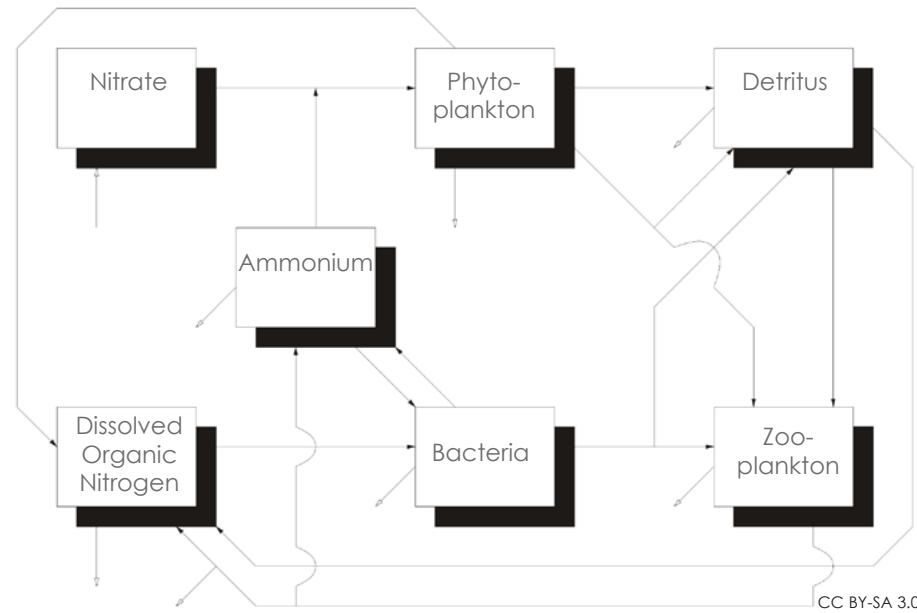 Nitrate
Phyto-
plankton
Detritus
Ammonium
Dissolved
Organic
Nitrogen
Bacteria
Zoo-
plankton
CC BY-SA 3.0